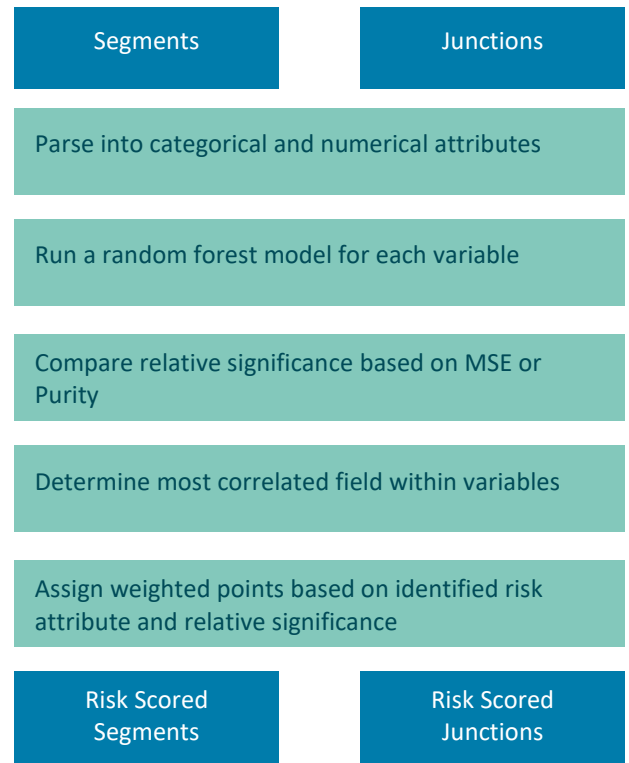 Segments
Junctions
Parse into categorical and numerical attributes
Run a random forest model for each variable
Compare relative significance based on MSE or
Purity
Determine most correlated field within variables
Assign weighted points based on identified risk
attribute and relative significance
Risk Scored
Segments
Risk Scored
Junctions